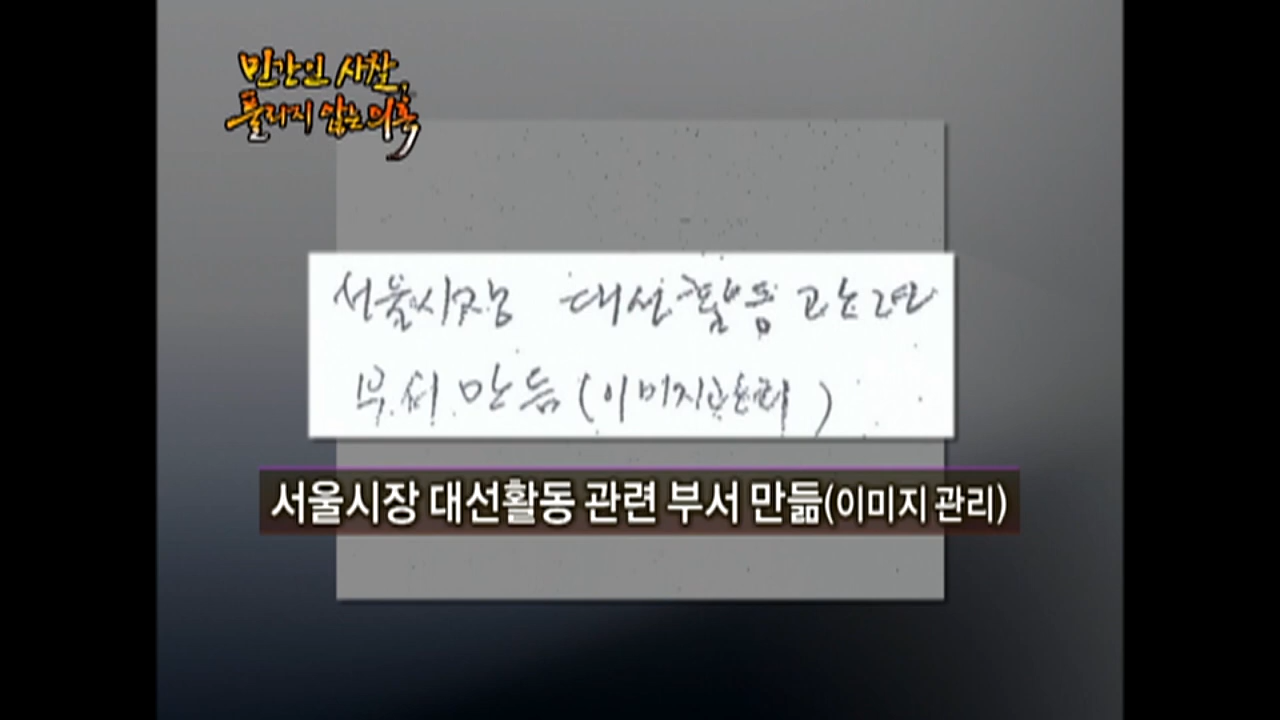 민간인 사찰,
풀리지 않는 의혹
서울시장 대선활동 관련
부서 만듬(이미지관리)
서울시장 대선활동 관련 부서 만듦(이미지 관리)